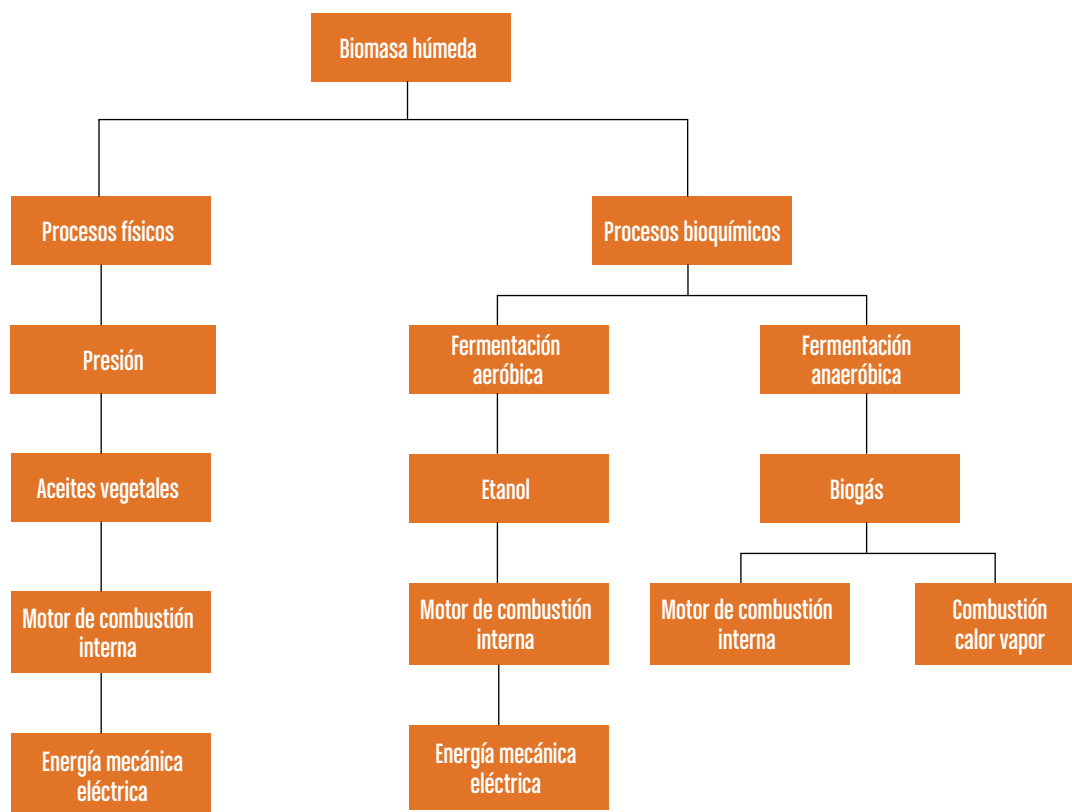 Biomasa húmeda
Procesos físicos
Procesos bioquímicos
Presión
Fermentación
aeróbica
Fermentación
anaeróbica
Aceites vegetales
Etanol
Biogás
Motor de combustión
interna
Motor de combustión
interna
Motor de combustión
interna
Combustión
calor vapor
Energía mecánica
eléctrica
Energía mecánica
eléctrica